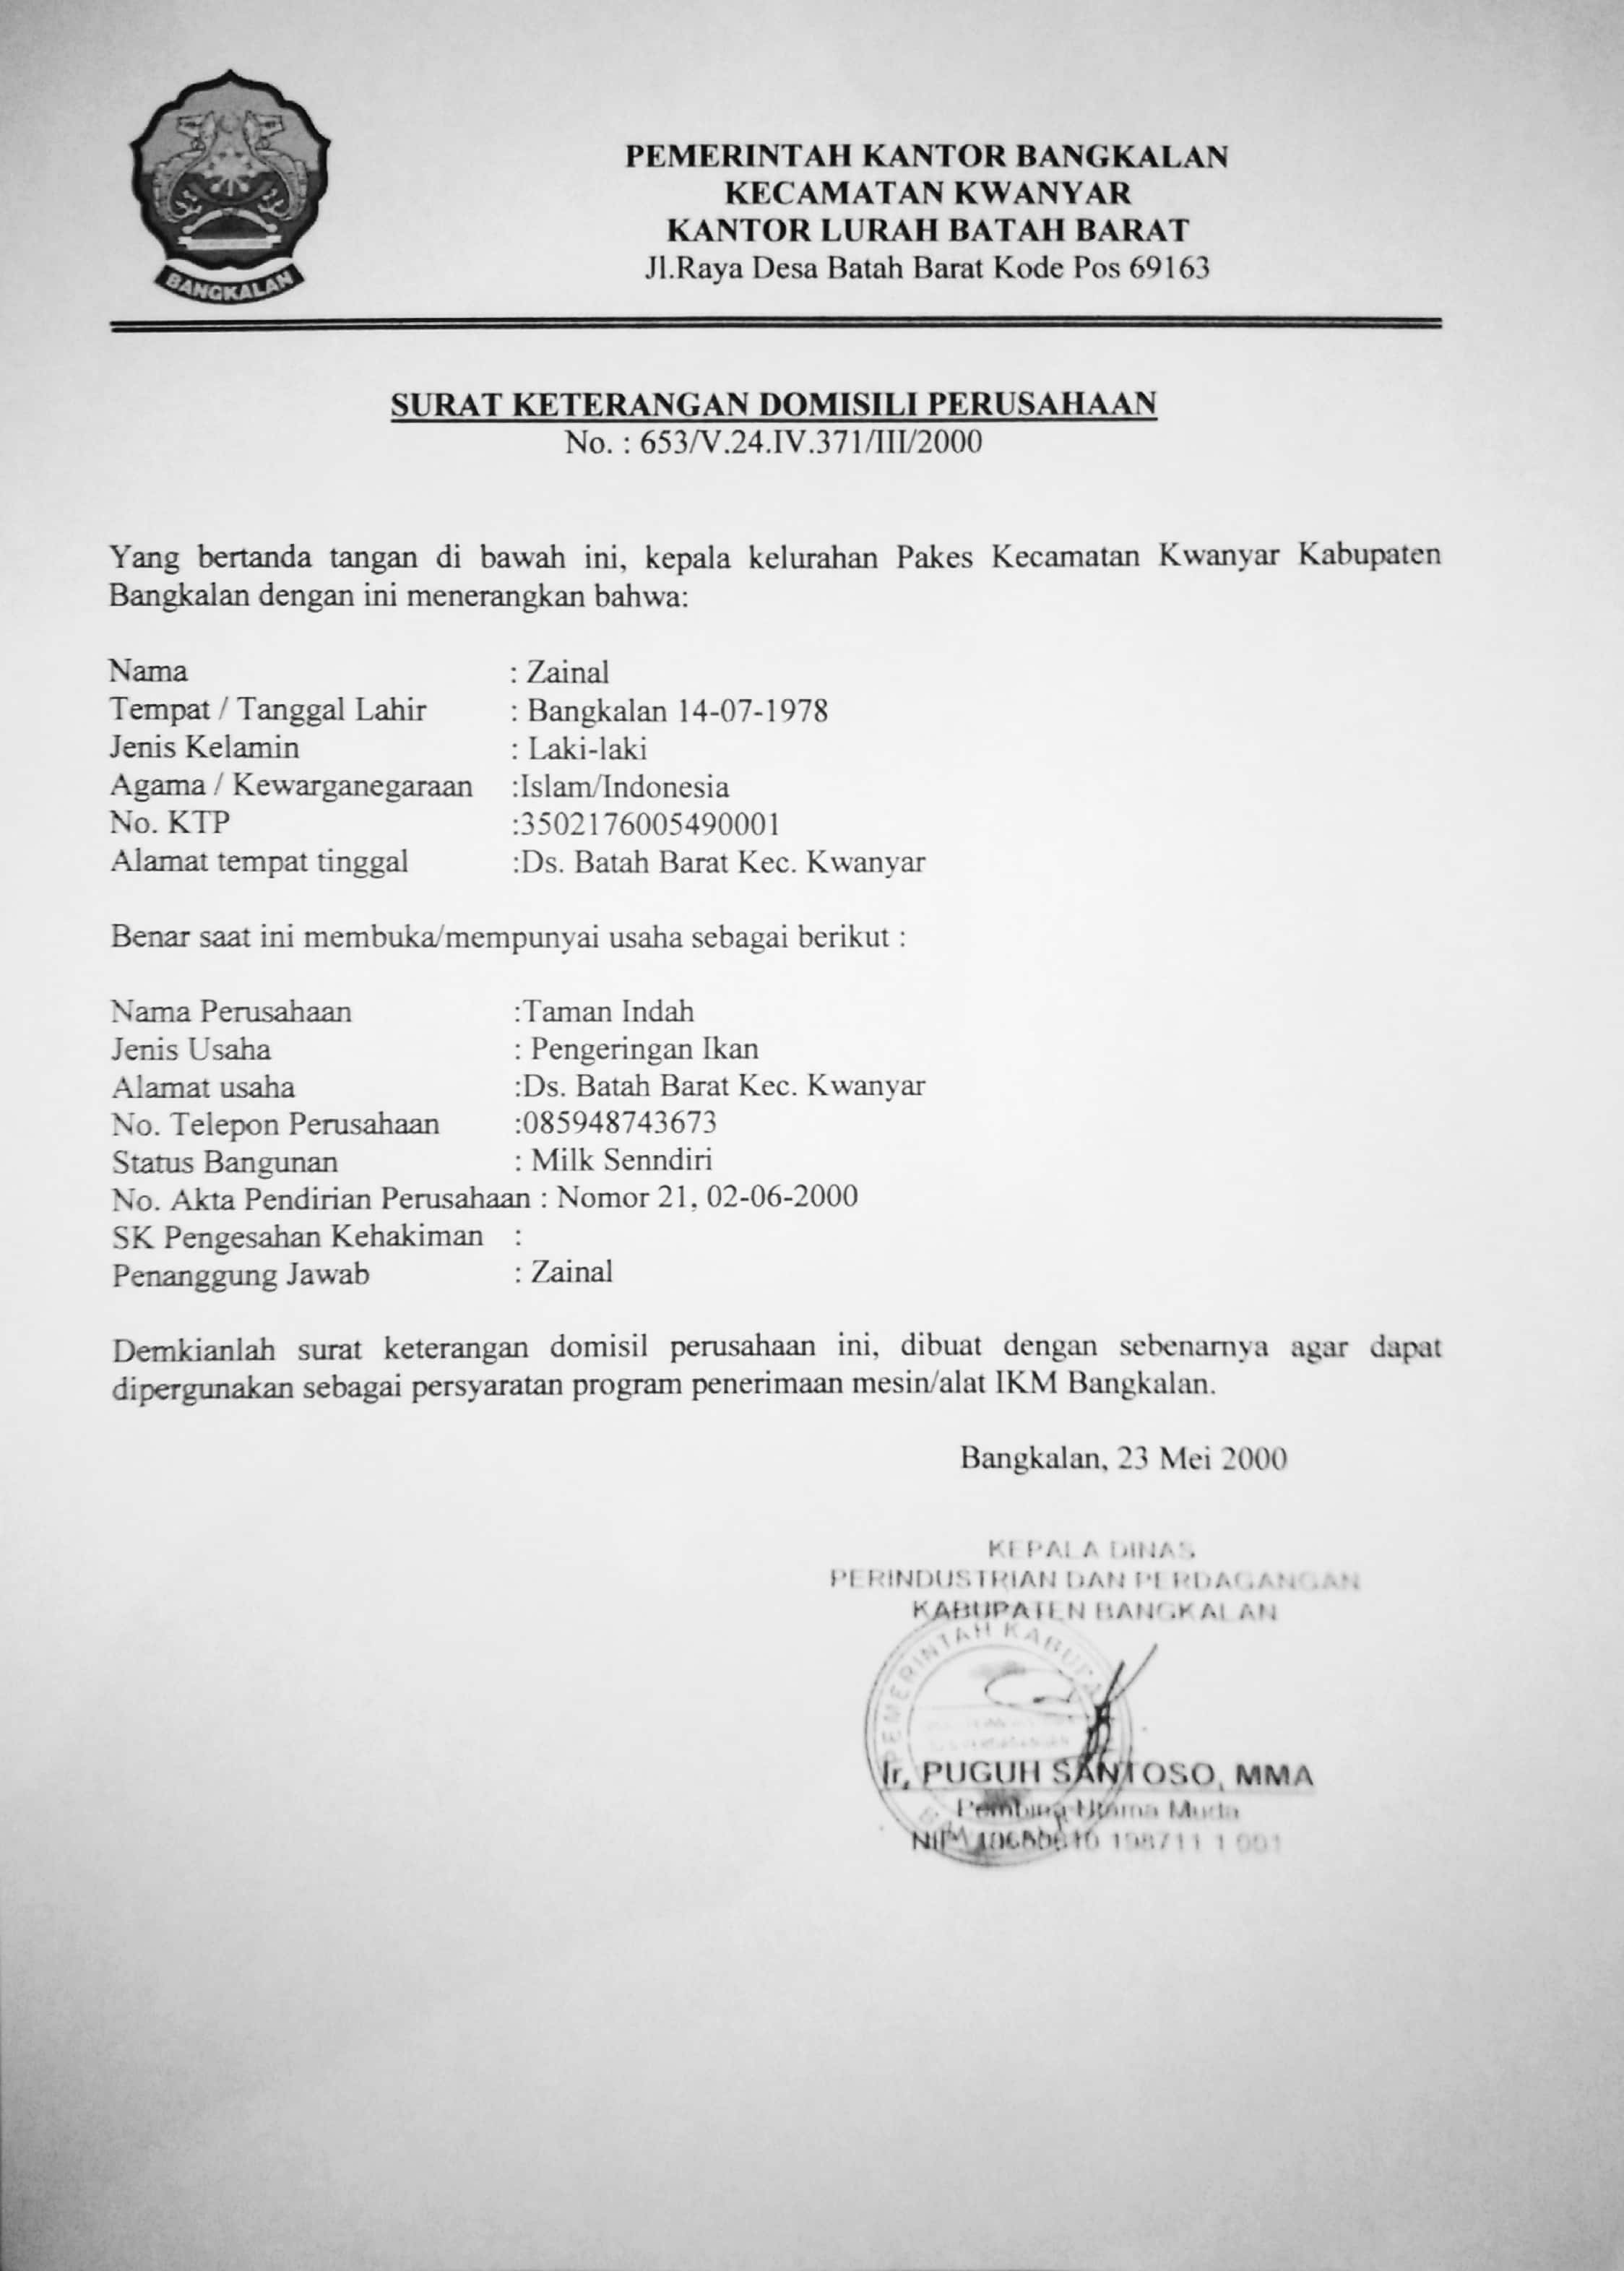 BANGKALAN
PEMERINTAH KANTOR BANGKALAN
KECAMATAN KWANYAR
KANTOR LURAH BATAH BARAT
Jl.Raya Desa Batah Barat Kode Pos 69163
SURAT KETERANGAN DOMISILI PERUSAHAAN
No. : 653/V.24.IV.371/III/2000
Yang bertanda tangan di bawah ini, kepala kelurahan Pakes Kecamatan Kwanyar Kabupaten
Bangkalan dengan ini menerangkan bahwa:
Nama : Zainal
Tempat / Tanggal Lahir : Bangkalan 14-07-1978
Jenis Kelamin : Laki-laki
Agama / Kewarganegaraan :Islam/Indonesia
No. KTP :3502176005490001
Alamat tempat tinggal :Ds. Batah Barat Kec. Kwanyar
Benar saat ini membuka/mempunyai usaha sebagai berikut :
Nama Perusahaan :Taman Indah
Jenis Usaha : Pengeringan Ikan
Alamat usaha :Ds. Batah Barat Kec. Kwanyar
No. Telepon Perusahaan :085948743673
Status Bangunan : Milk Senndiri
No. Akta Pendirian Perusahaan : Nomor 21, 02-06-2000
SK Pengesahan Kehakiman :
Penanggung Jawab : Zainal
Demkianlah surat keterangan domisil perusahaan ini, dibuat dengan sebenarnya agar dapat
dipergunakan sebagai persyaratan program penerimaan mesin/alat IKM Bangkalan.
Bangkalan, 23 Mei 2000
KEPALA DINAS
PERINDUSTRIAN DAN PERDAGANGAN
KABUPATEN BANGKALAN
PEMERINTAH
Ir, PUGUH SANTOSO, MMA
Pembina Utama Muda
NIP